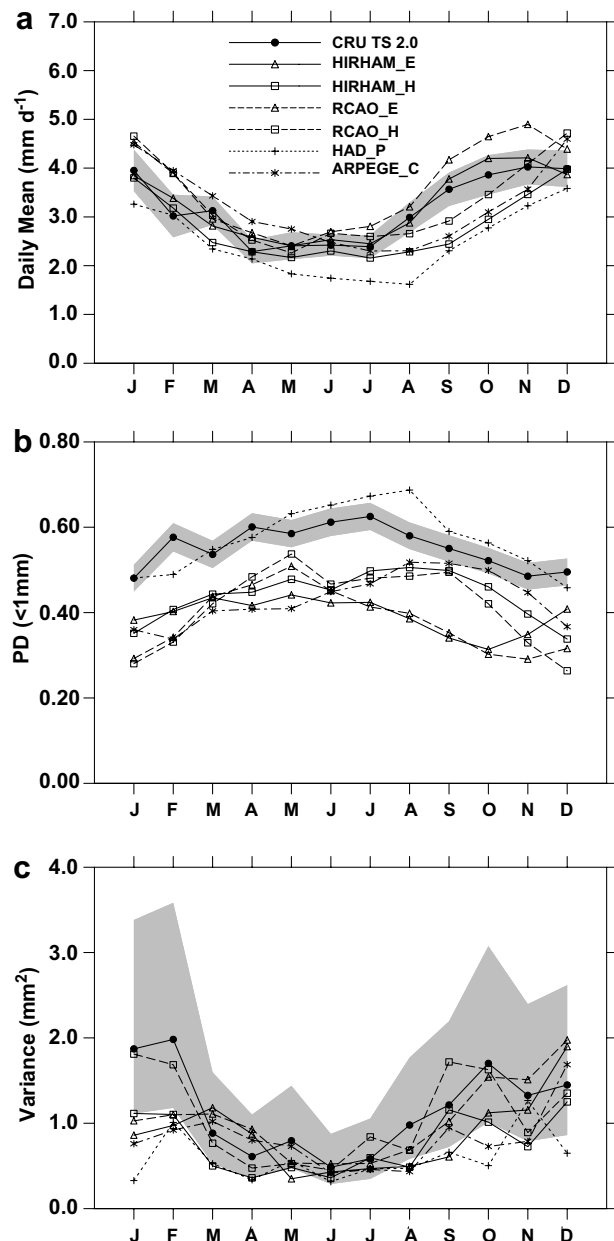 a
7.0
6.0
5.0
4.0
3.0
2.0
1.0
0.0
Daily Mean (mm d-1)
CRU TS 2.0
HIRHAM_E
HIRHAM_H
RCAO_E
RCAO_H
HAD_P
ARPEGE_C
J F M A M J J A S O N D
b
0.80
0.60
0.40
0.20
0.00
PD (<1mm)
J F M A M J J A S O N D
c
4.0
3.0
2.0
1.0
0.0
Variance (mm²)
J F M A M J J A S O N D